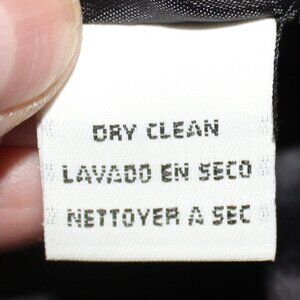 DRY CLEAN
LAVADO EN SECO
NETTOYER A SEC